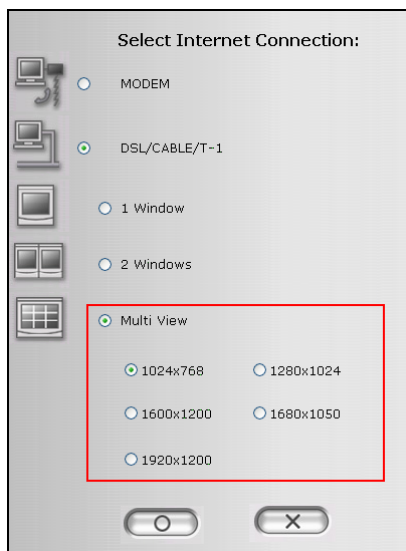 Select Internet Connection:
MODEM
DSL/CABLE/T-1
1 Window
2 Windows
Multi View
1024x768 1280x1024
1600x1200 1680x1050
1920x1200